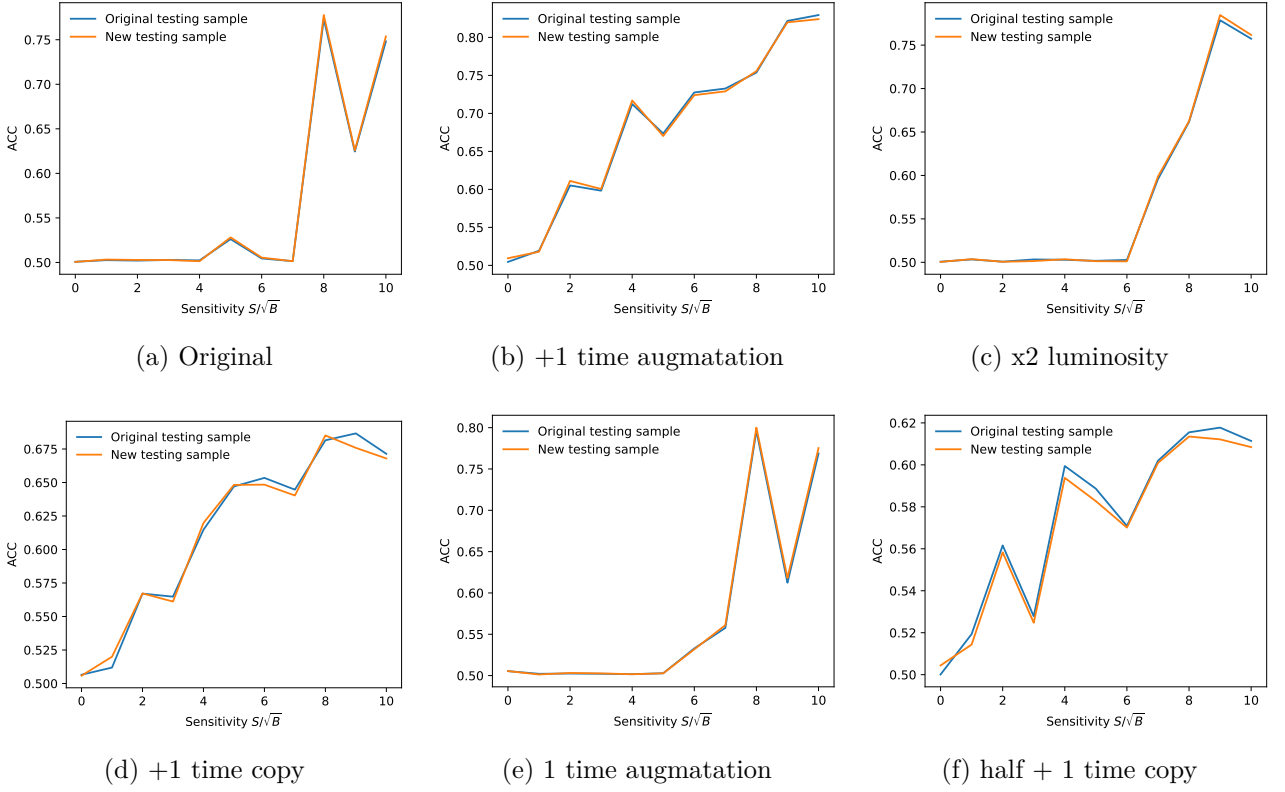 Original testing sample
New testing sample
ACC
0.75
0.70
0.65
0.60
0.55
0.50
0 2 4 6 8 10
Sensitivity S/√B
(a) Original
Original testing sample
New testing sample
ACC
0.80
0.75
0.70
0.65
0.60
0.55
0.50
0 2 4 6 8 10
Sensitivity S/√B
(b) +1 time augmatation
Original testing sample
New testing sample
ACC
0.75
0.70
0.65
0.60
0.55
0.50
0 2 4 6 8 10
Sensitivity S/√B
(c) x2 luminosity
Original testing sample
New testing sample
ACC
0.675
0.650
0.625
0.600
0.575
0.550
0.525
0.500
0 2 4 6 8 10
Sensitivity S/√B
(d) +1 time copy
Original testing sample
New testing sample
ACC
0.80
0.75
0.70
0.65
0.60
0.55
0.50
0 2 4 6 8 10
Sensitivity S/√B
(e) 1 time augmatation
Original testing sample
New testing sample
ACC
0.62
0.60
0.58
0.56
0.54
0.52
0.50
0 2 4 6 8 10
Sensitivity S/√B
(f) half + 1 time copy